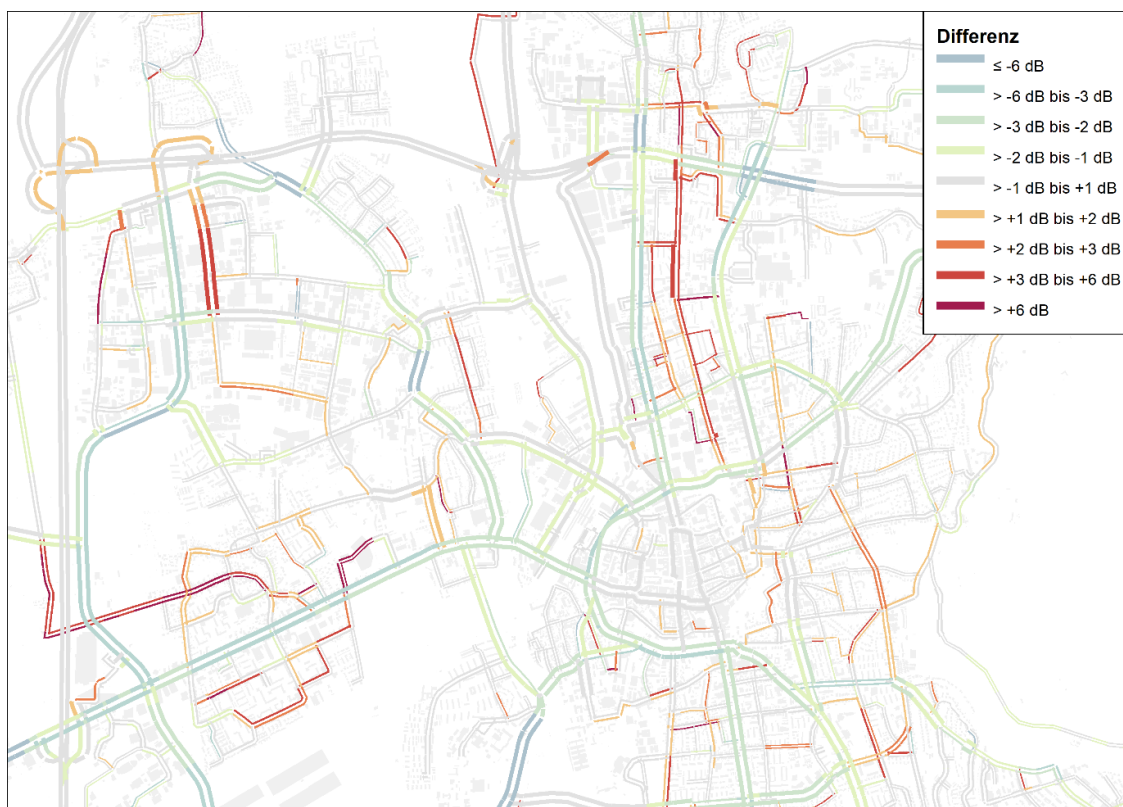 Differenz
≤ -6 dB
> -6 dB bis -3 dB
> -3 dB bis -2 dB
> -2 dB bis -1 dB
> -1 dB bis +1 dB
> +1 dB bis +2 dB
> +2 dB bis +3 dB
> +3 dB bis +6 dB
> +6 dB